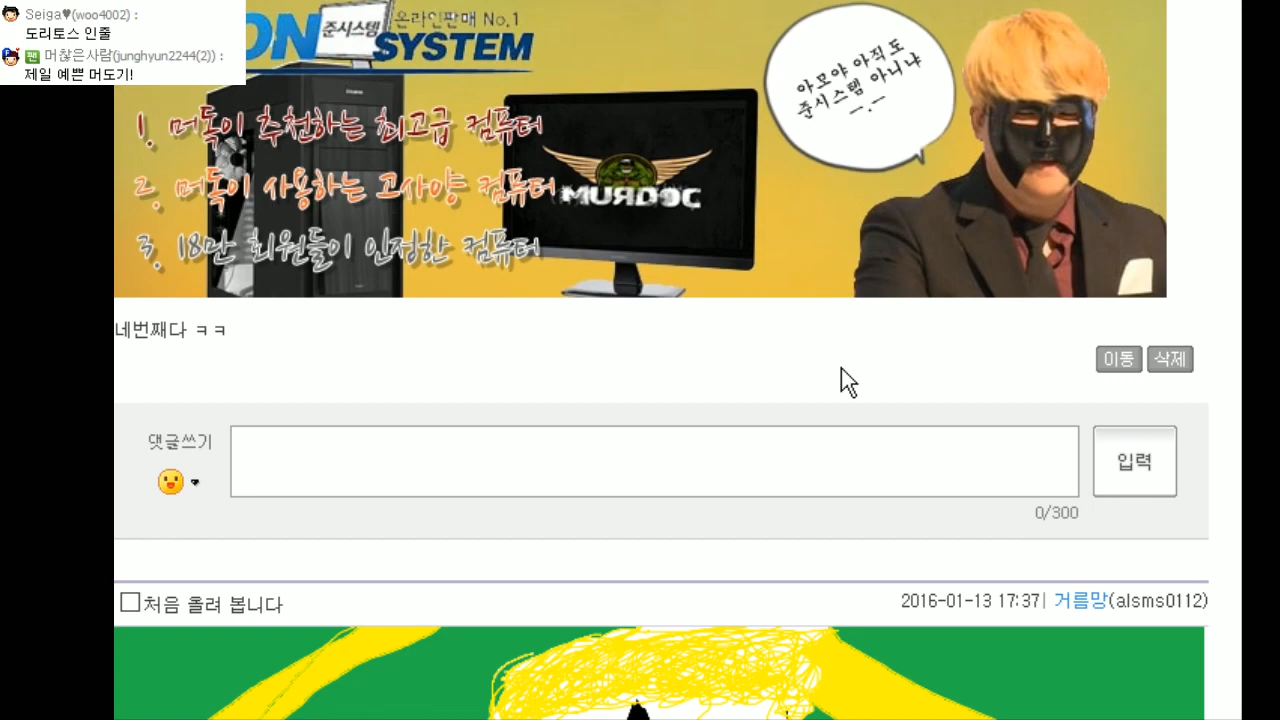 Seiga♥(woo4002) :
도리토스 인줄
팬 머찮은사람(junghyun2244(2)) :
제일 예쁜 머도기!
ON 준시스템 온라인판매 No.1
SYSTEM
아모야 아직 도
준시스템 아니냐
ㅡ.ㅡ
1. 머독이 추천하는 최고급 컴퓨터
2. 머독이 사용하는 고사양 컴퓨터
MURDOC
3. 18만 회원들이 인정한 컴퓨터
네번째다 ㅋㅋ
이동 삭제
댓글쓰기
입력
0/300
처음 올려 봅니다
2016-01-13 17:37| 거름망(alsms0112)